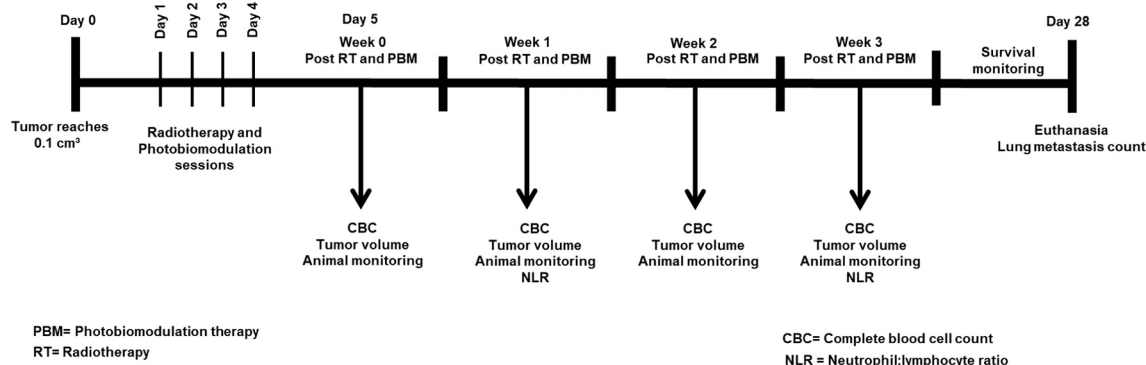 Day 0
Day 1
Day 2
Day 3
Day 4
Day 5
Week 0
Post RT and PBM
Week 1
Post RT and PBM
Week 2
Post RT and PBM
Week 3
Post RT and PBM
Survival
monitoring
Day 28
Tumor reaches
0.1 cm³
Radiotherapy and
Photobiomodulation
sessions
Euthanasia
Lung metastasis count
CBC
Tumor volume
Animal monitoring
CBC
Tumor volume
Animal monitoring
NLR
CBC
Tumor volume
Animal monitoring
CBC
Tumor volume
Animal monitoring
NLR
PBM= Photobiomodulation therapy
RT= Radiotherapy
CBC= Complete blood cell count
NLR = Neutrophil:lymphocyte ratio